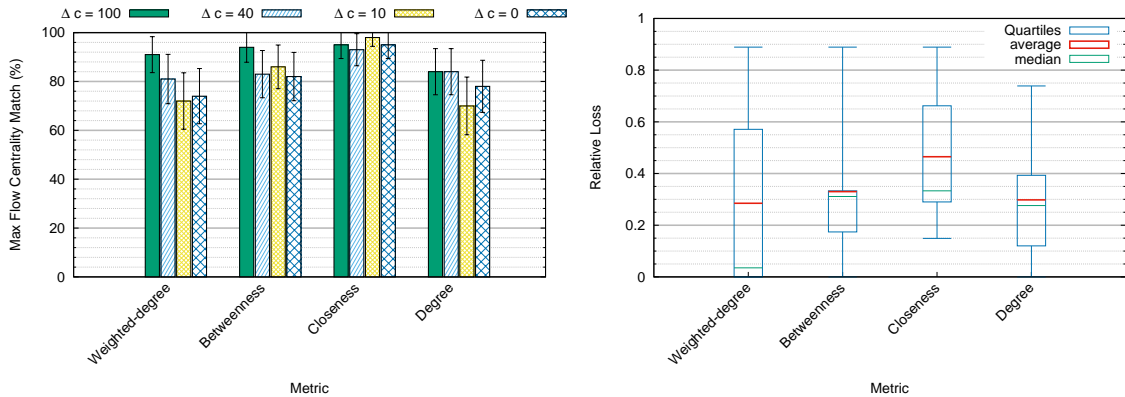 Δ c = 100 Δ c = 40 Δ c = 10 Δ c = 0
Max Flow Centrality Match (%)
100
80
60
40
20
0
Weighted-degree
Betweenness
Closeness
Degree
Metric
Quartiles
average
median
Relative Loss
1
0.8
0.6
0.4
0.2
0
Weighted-degree
Betweenness
Closeness
Degree
Metric